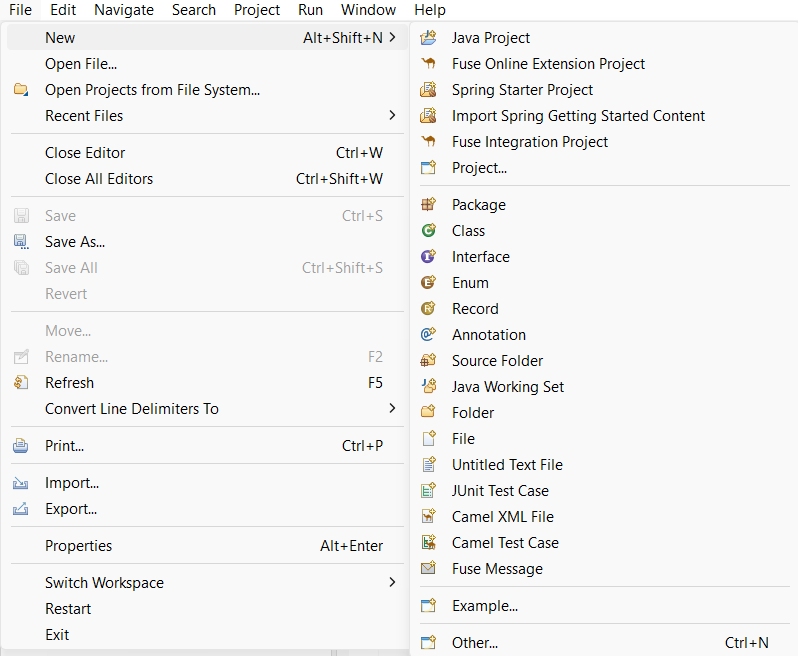 File Edit Navigate Search Project Run Window Help
New Alt+Shift+N
Open File...
Open Projects from File System...
Recent Files
Close Editor Ctrl+W
Close All Editors Ctrl+Shift+W
Save Ctrl+S
Save As...
Save All Ctrl+Shift+S
Revert
Move...
Rename... F2
Refresh F5
Convert Line Delimiters To
Print... Ctrl+P
Import...
Export...
Properties Alt+Enter
Switch Workspace
Restart
Exit
Java Project
Fuse Online Extension Project
Spring Starter Project
Import Spring Getting Started Content
Fuse Integration Project
Project...
Package
Class
Interface
Enum
Record
Annotation
Source Folder
Java Working Set
Folder
File
Untitled Text File
JUnit Test Case
Camel XML File
Camel Test Case
Fuse Message
Example...
Other... Ctrl+N